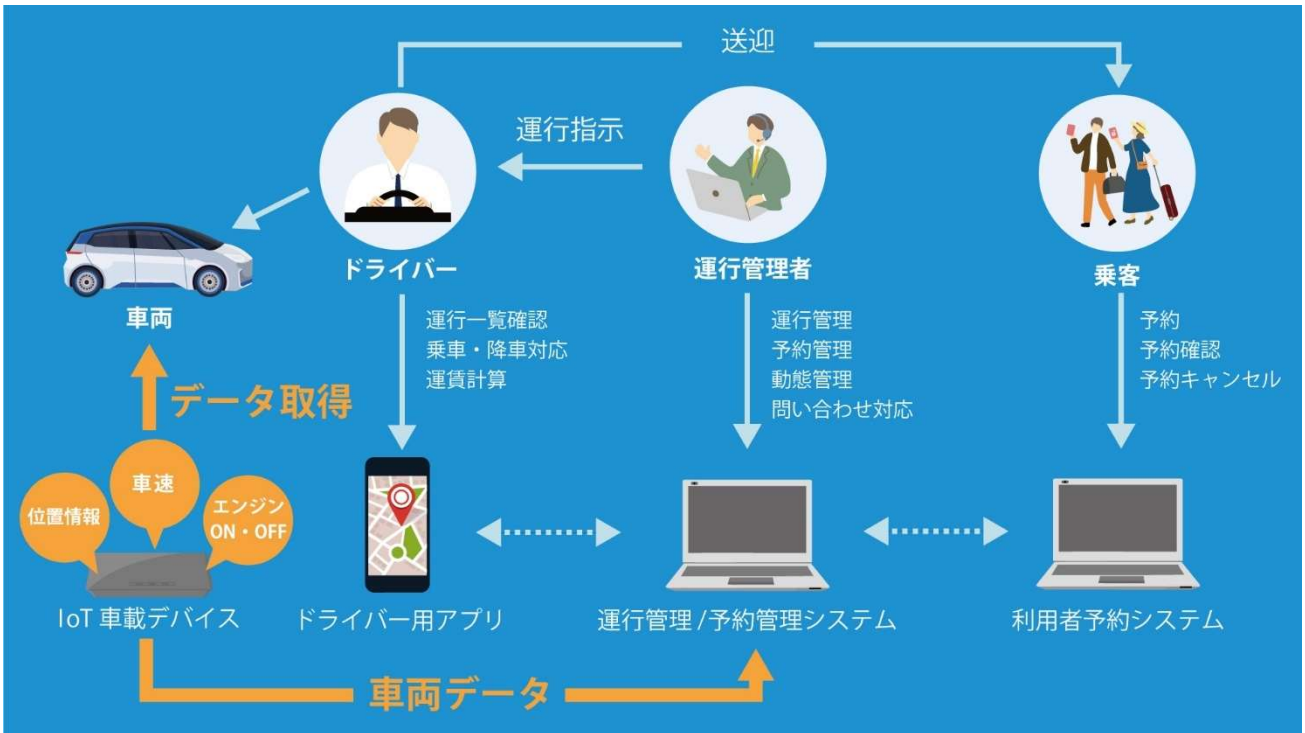 送迎
運行指示
ドライバー
運行管理者
乗客
車両
運行一覧確認
乗車・降車対応
運賃計算
運行管理
予約管理
動態管理
問い合わせ対応
予約
予約確認
予約キャンセル
データ取得
車速
位置情報
エンジン
ON・OFF
IoT 車載デバイス
ドライバー用アプリ
運行管理/予約管理システム
利用者予約システム
車両データ